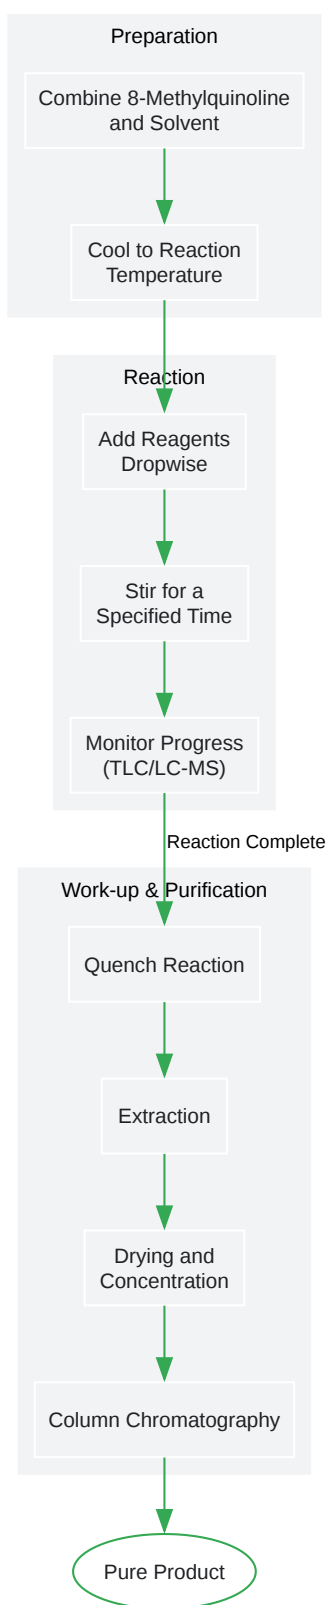 Preparation
Combine 8-Methylquinoline
and Solvent
Cool to Reaction
Temperature
Reaction
Add Reagents
Dropwise
Stir for a
Specified Time
Monitor Progress
(TLC/LC-MS)
Reaction Complete
Work-up & Purification
Quench Reaction
Extraction
Drying and
Concentration
Column Chromatography
Pure Product